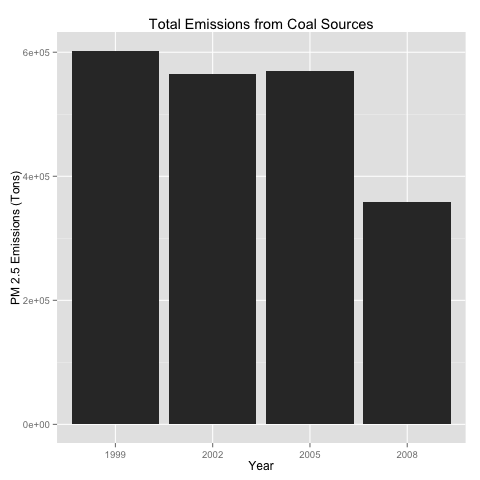 Total Emissions from Coal Sources
PM 2.5 Emissions (Tons)
6e+05
4e+05
2e+05
0e+00
1999 2002 2005 2008
Year